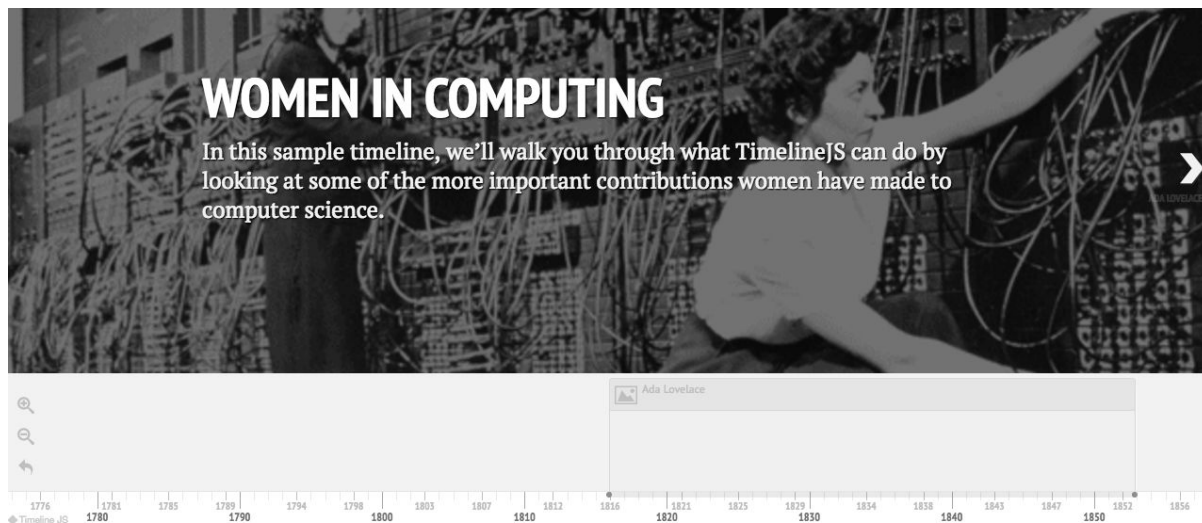 WOMEN IN COMPUTING
In this sample timeline, we’ll walk you through what TimelineJS can do by
looking at some of the more important contributions women have made to
computer science.
ADA LOVELACE
Ada Lovelace
1776 1781 1785 1789 1794 1798 1803 1807 1812 1816 1821 1825 1829 1834 1838 1843 1847 1852 1856
1780 1790 1800 1810 1820 1830 1840 1850
Timeline JS